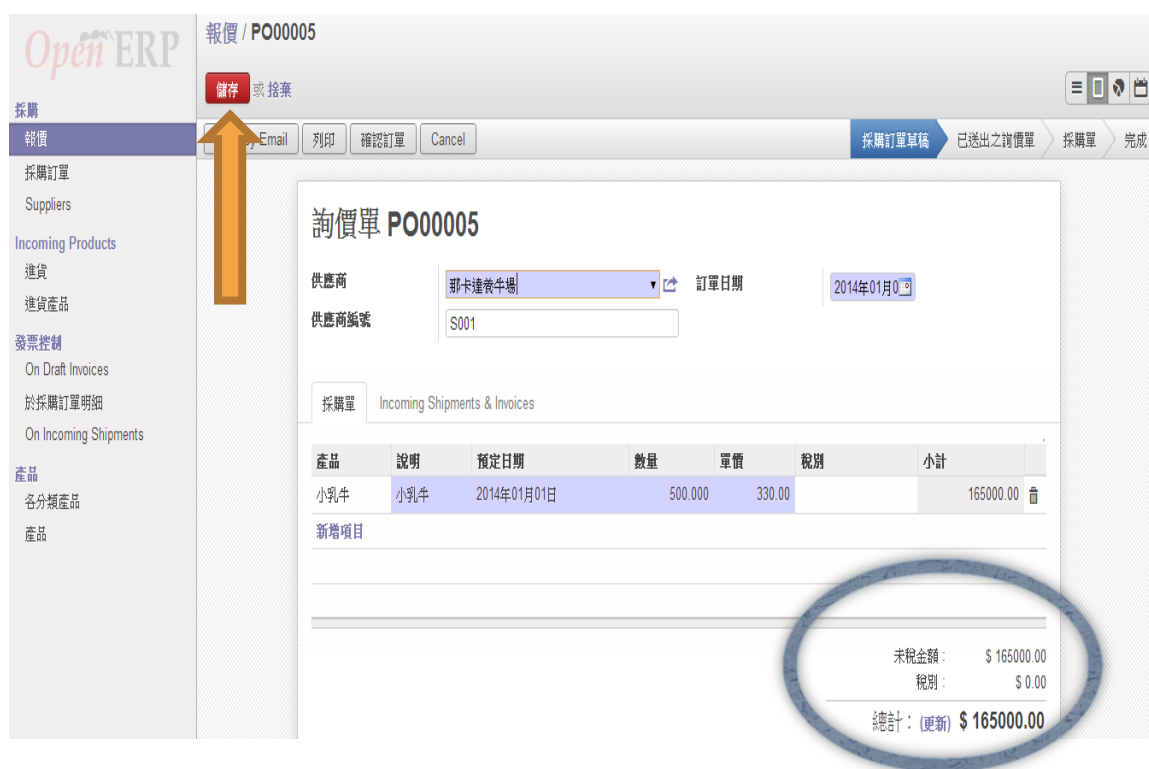 Open ERP
報價 / PO00005
儲存 或 捨棄
採購
報價
採購訂單
Suppliers
Incoming Products
進貨
進貨產品
發票控制
On Draft Invoices
於採購訂單明細
On Incoming Shipments
產品
各分類產品
產品
Email 列印 確認訂單 Cancel
採購訂單草稿 已送出之詢價單 採購單 完成
詢價單 PO00005
供應商 那卡達養牛場 訂單日期 2014年01月0
供應商編號 S001
採購單 Incoming Shipments & Invoices
產品 說明 預定日期 數量 單價 稅別 小計
小乳牛 小乳牛 2014年01月01日 500.000 330.00 165000.00
新增項目
未稅金額 : $ 165000.00
稅別 : $ 0.00
總計 : (更新) $ 165000.00